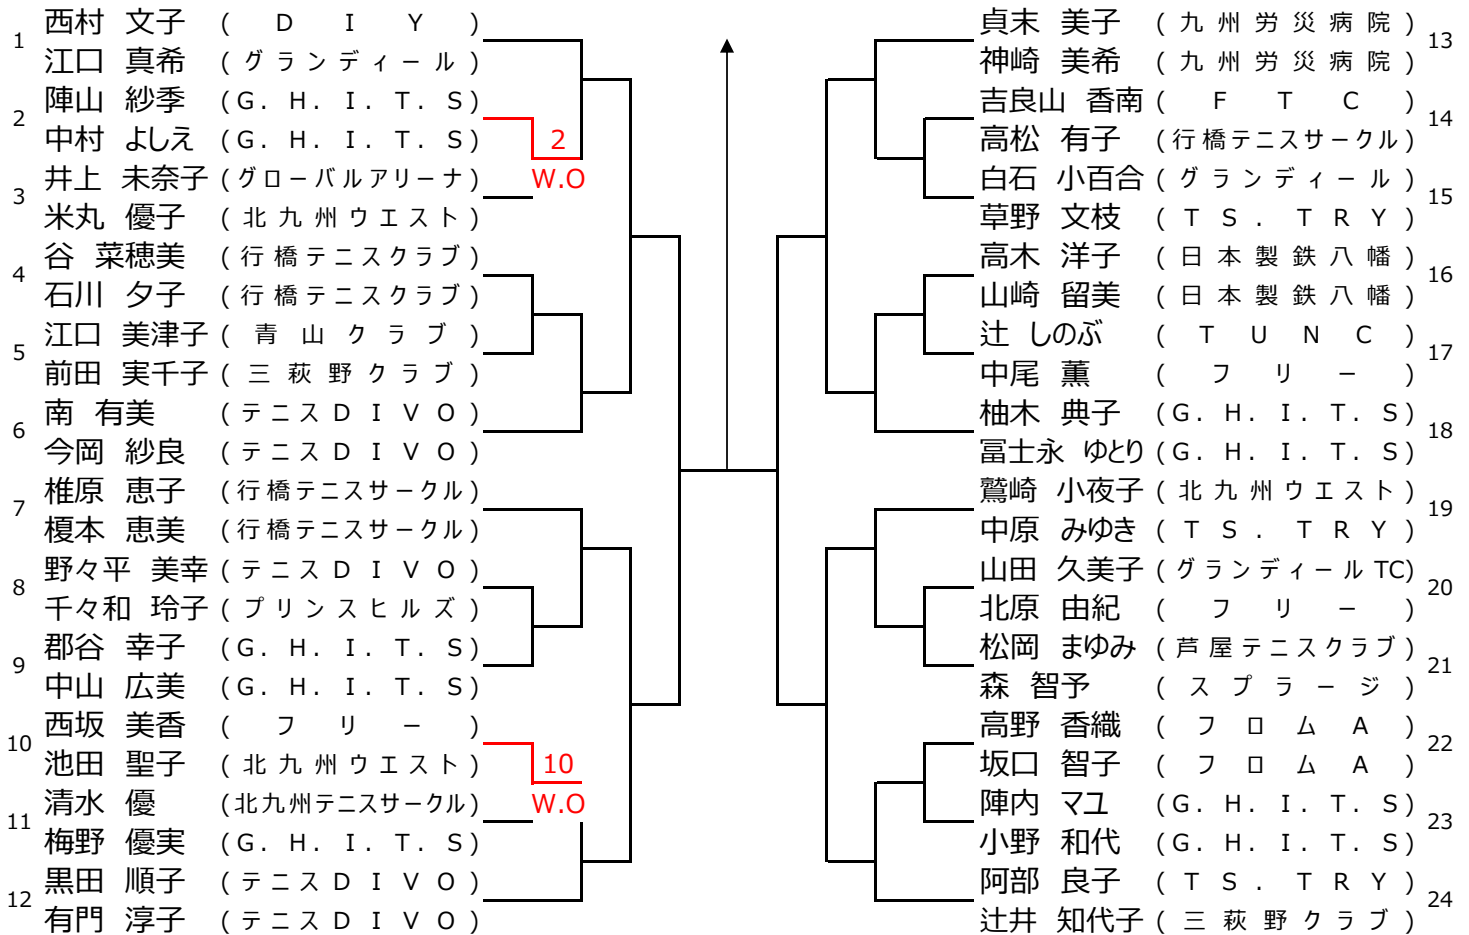 1 西村 文子 ( D I Y )
江口 真希 ( グランディール )
2 陣山 紗季 ( G. H. I. T. S )
中村 よしえ ( G. H. I. T. S )
2
W.O
3 井上 未奈子 ( グローバルアリーナ )
米丸 優子 ( 北九州ウエスト )
4 谷 菜穂美 ( 行橋テニスクラブ )
石川 夕子 ( 行橋テニスクラブ )
5 江口 美津子 ( 青山クラブ )
前田 実千子 ( 三萩野クラブ )
6 南 有美 ( テニスDIVO )
今岡 紗良 ( テニスDIVO )
7 椎原 恵子 ( 行橋テニスサークル )
榎本 恵美 ( 行橋テニスサークル )
8 野々平 美幸 ( テニスDIVO )
千々和 玲子 ( プリンスヒルズ )
9 郡谷 幸子 ( G. H. I. T. S )
中山 広美 ( G. H. I. T. S )
10 西坂 美香 ( フリー )
池田 聖子 ( 北九州ウエスト )
10
W.O
11 清水 優 ( 北九州テニスサークル )
梅野 優実 ( G. H. I. T. S )
12 黒田 順子 ( テニスDIVO )
有門 淳子 ( テニスDIVO )
貞末 美子 ( 九州労災病院 ) 13
神崎 美希 ( 九州労災病院 )
吉良山 香南 ( F T C ) 14
高松 有子 ( 行橋テニスサークル )
白石 小百合 ( グランディール ) 15
草野 文枝 ( TS. TRY )
高木 洋子 ( 日本製鉄八幡 ) 16
山崎 留美 ( 日本製鉄八幡 )
辻 しのぶ ( T U N C ) 17
中尾 薫 ( フリー )
柚木 典子 ( G. H. I. T. S ) 18
冨士永 ゆとり ( G. H. I. T. S )
鷲崎 小夜子 ( 北九州ウエスト ) 19
中原 みゆき ( TS. TRY )
山田 久美子 ( グランディールTC ) 20
北原 由紀 ( フリー )
松岡 まゆみ ( 芦屋テニスクラブ ) 21
森 智予 ( スプラージ )
高野 香織 ( フロムA ) 22
坂口 智子 ( フロムA )
陣内 マユ ( G. H. I. T. S ) 23
小野 和代 ( G. H. I. T. S )
阿部 良子 ( TS. TRY ) 24
辻井 知代子 ( 三萩野クラブ )